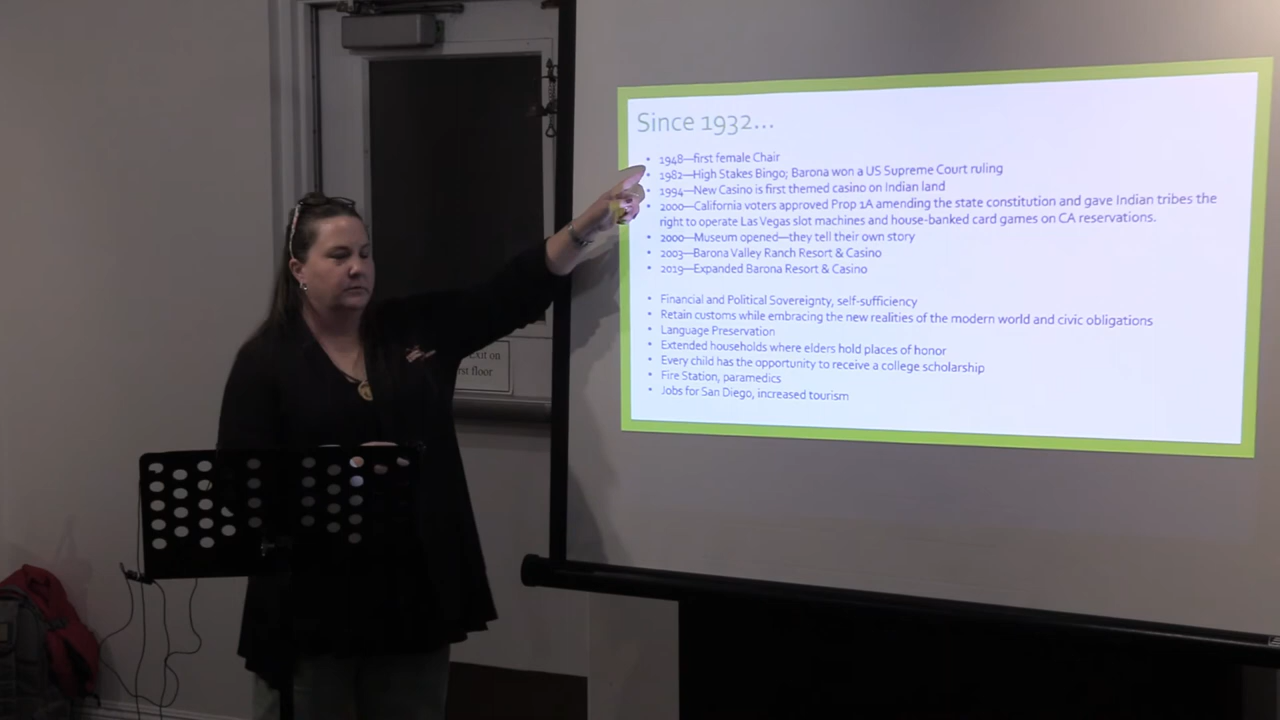 Since 1932...
• 1948—first female Chair
• 1982—High Stakes Bingo; Barona won a US Supreme Court ruling
• 1994—New Casino is first themed casino on Indian land
• 2000—California voters approved Prop 1A amending the state constitution and gave Indian tribes the
right to operate Las Vegas slot machines and house-banked card games on CA reservations.
• 2000—Museum opened—they tell their own story
• 2003—Barona Valley Ranch Resort & Casino
• 2019—Expanded Barona Resort & Casino
• Financial and Political Sovereignty, self-sufficiency
• Retain customs while embracing the new realities of the modern world and civic obligations
• Language Preservation
• Extended households where elders hold places of honor
• Every child has the opportunity to receive a college scholarship
• Fire Station, paramedics
• Jobs for San Diego, increased tourism
on
floor